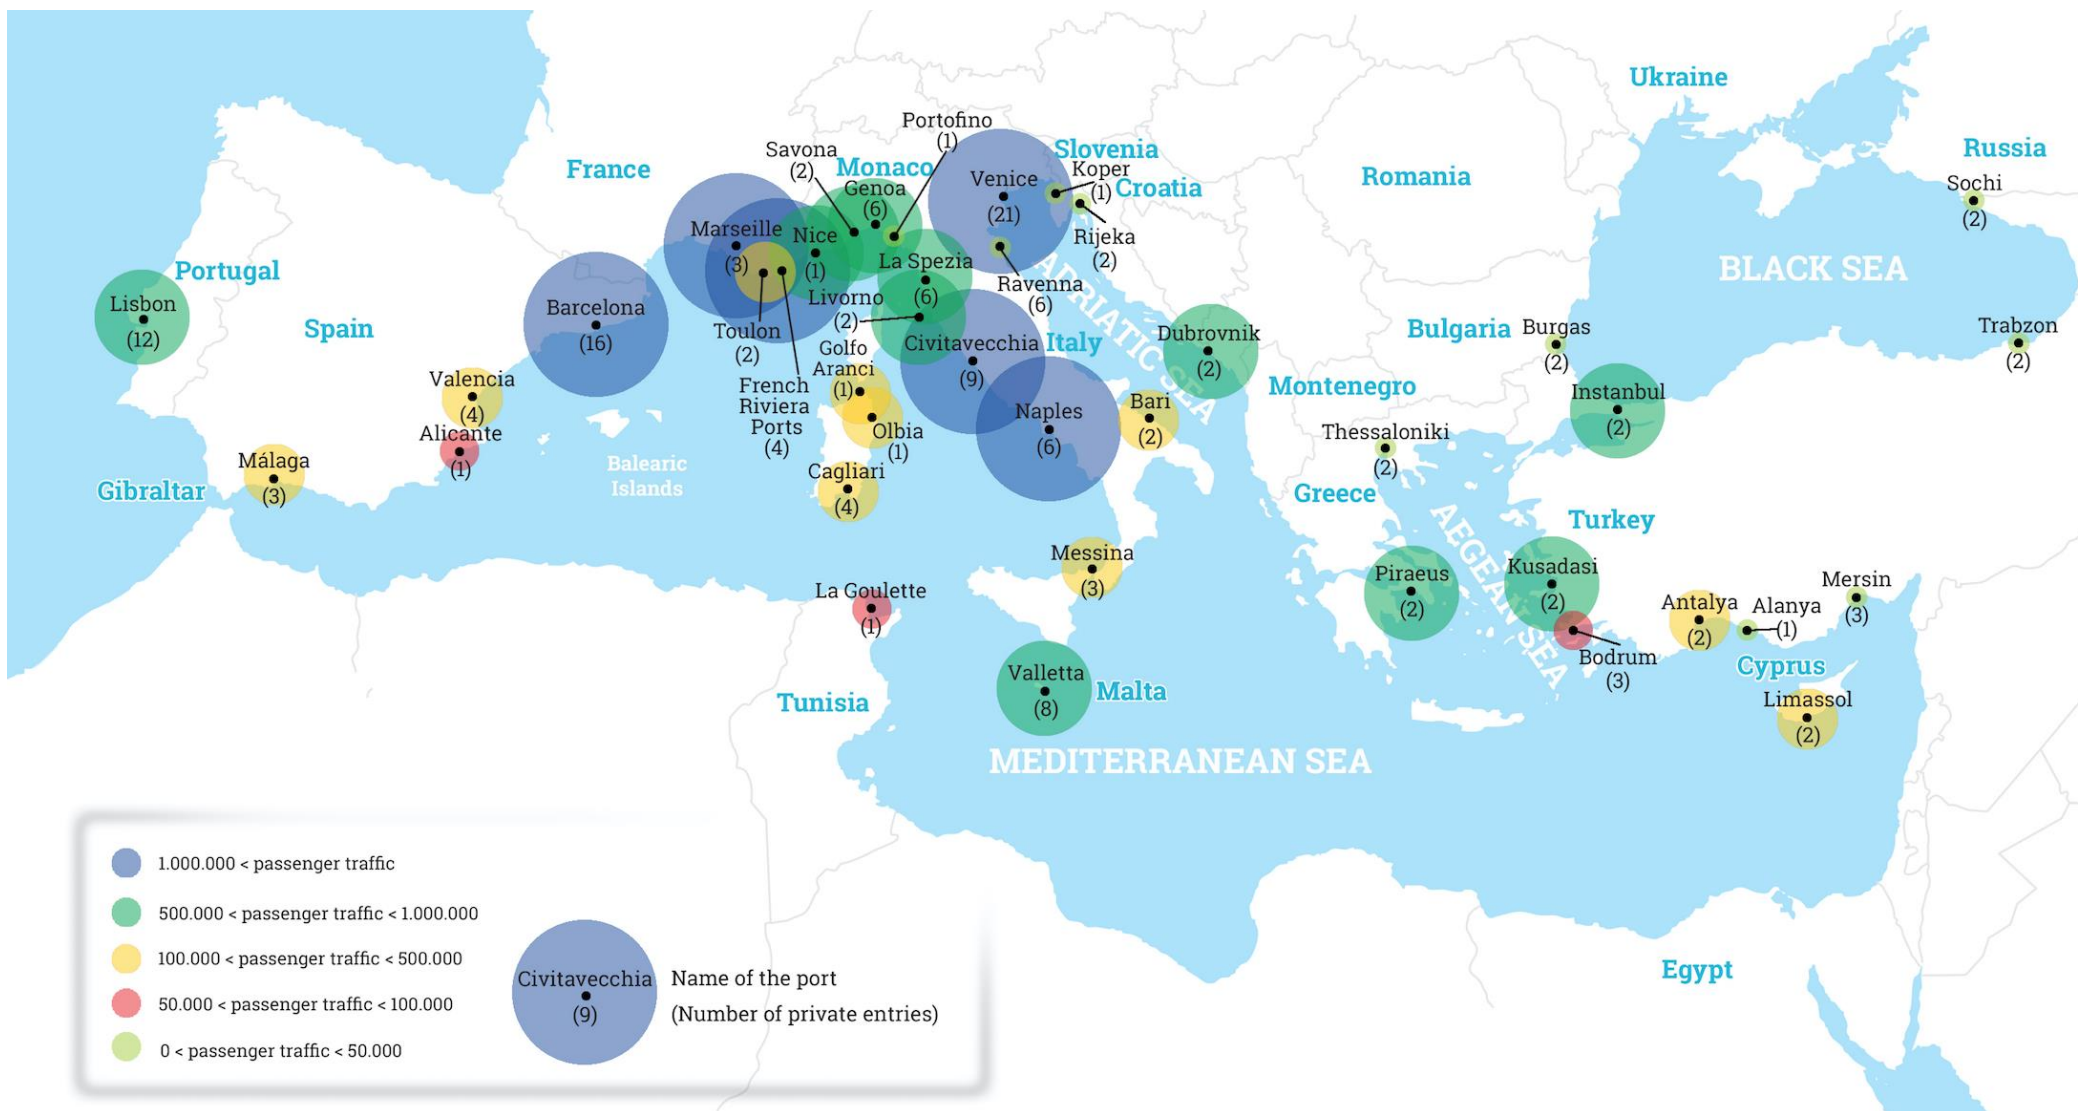 Ukraine
Portofino
(1)
Savona
(2)
Monaco
Slovenia
Russia
France
Koper
(1)
Croatia
Romania
Venice
(21)
Genoa
(6)
Sochi
(2)
Marseille
(3)
Nice
(1)
Rijeka
(2)
Portugal
La Spezia
(6)
Ravenna
(6)
ADRIATIC SEA
BLACK SEA
Lisbon
(12)
Spain
Barcelona
(16)
Livorno
(2)
Toulon
(2)
Civitavecchia
(9)
Italy
Dubrovnik
(2)
Bulgaria
Burgas
(2)
Trabzon
(2)
Golfo
Aranci
(1)
French
Riviera
Ports
(4)
Valencia
(4)
Montenegro
Instanbul
(2)
Naples
(6)
Bari
(2)
Alicante
(1)
Olbia
(1)
Thessaloniki
(2)
Málaga
(3)
Gibraltar
Balearic
Islands
Cagliari
(4)
Greece
AEGEAN SEA
Turkey
Messina
(3)
Piraeus
(2)
Kusadasi
(2)
Mersin
(3)
La Goulette
(1)
Antalya
(2)
Alanya
(1)
Bodrum
(3)
Cyprus
Valletta
(8)
Malta
Tunisia
Limassol
(2)
MEDITERRANEAN SEA
Egypt
1.000.000 < passenger traffic
500.000 < passenger traffic < 1.000.000
100.000 < passenger traffic < 500.000
50.000 < passenger traffic < 100.000
0 < passenger traffic < 50.000
Civitavecchia
(9)
Name of the port
(Number of private entries)